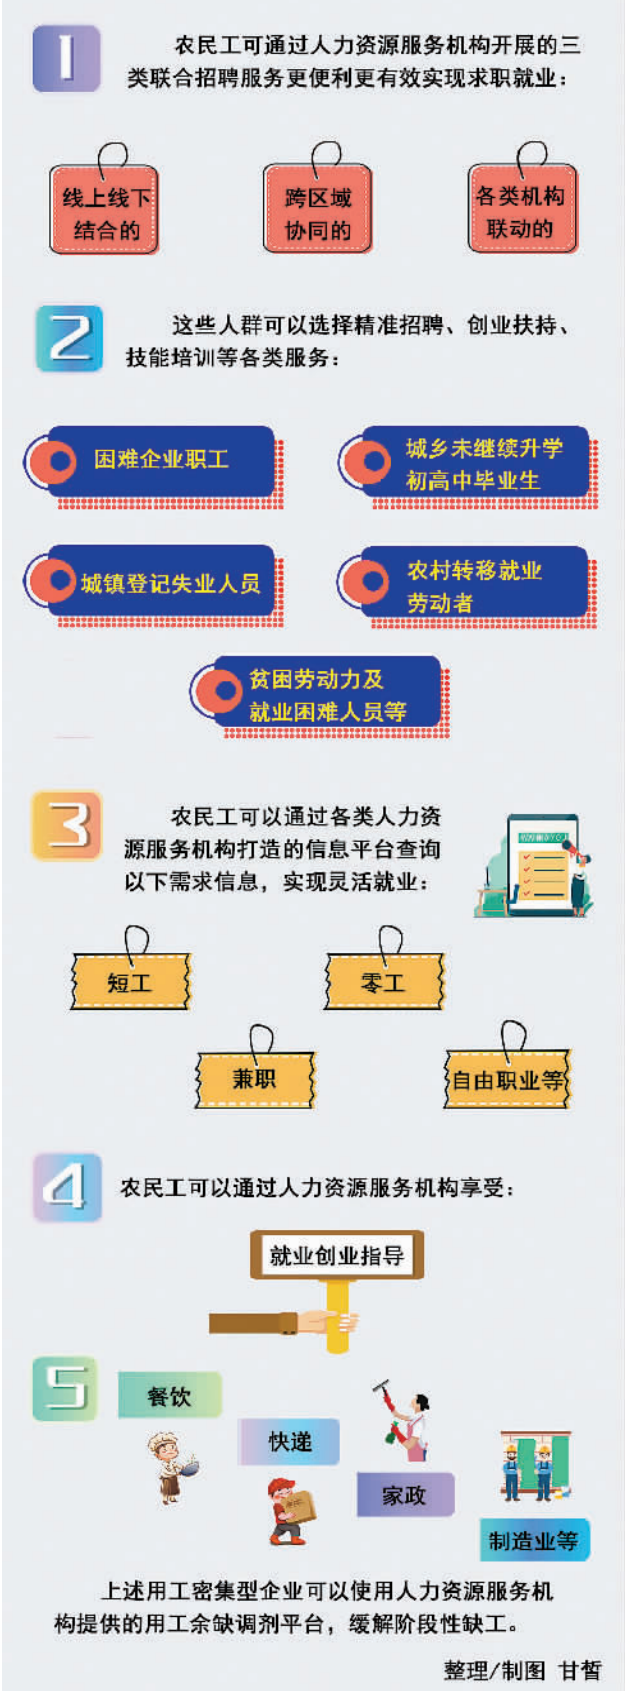 1
农民工可通过人力资源服务机构开展的三
类联合招聘服务更便利更有效实现求职就业：
线上线下
结合的
跨区域
协同的
各类机构
联动的
2
这些人群可以选择精准招聘、创业扶持、
技能培训等各类服务：
困难企业职工
城乡未继续升学
初高中毕业生
城镇登记失业人员
农村转移就业
劳动者
贫困劳动力及
就业困难人员等
3
农民工可以通过各类人力资
源服务机构打造的信息平台查询
以下需求信息，实现灵活就业：
短工
零工
兼职
自由职业等
4
农民工可以通过人力资源服务机构享受：
就业创业指导
5
餐饮
快递
家政
制造业等
上述用工密集型企业可以使用人力资源服务机
构提供的用工余缺调剂平台，缓解阶段性缺工。
整理/制图 甘皙